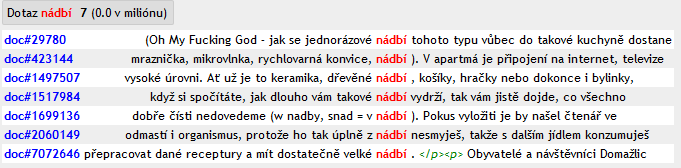 Dotaz nádbí 7 (0.0 v miliónu)
doc#29780 (Oh My Fucking God - jak se jednorázové nádbí tohoto typu vůbec do takové kuchyně dostane
doc#423144 mraznička, mikrovlnka, rychlovarná konvice, nádbí ). V apartmá je připojení na internet, televize
doc#1497507 vysoké úrovni. Ať už je to keramika, dřevěné nádbí , košíky, hračky nebo dokonce i bylinky,
doc#1517984 když si spočítáte, jak dlouho vám takové nádbí vydrží, tak vám jistě dojde, co všechno
doc#1699136 dobře čísti nedovedeme (w nadby, snad = v nádbí ). Pokus vyložiti je by našel čtenář ve
doc#2060149 odmastí i organismus, protože ho tak úplně z nádbí nesmyješ, takže s dalším jídlem konzumuješ
doc#7072646 přepracovat dané receptury a mít dostatečně velké nádbí . </p><p> Obyvatelé a návštěvníci Domažlic